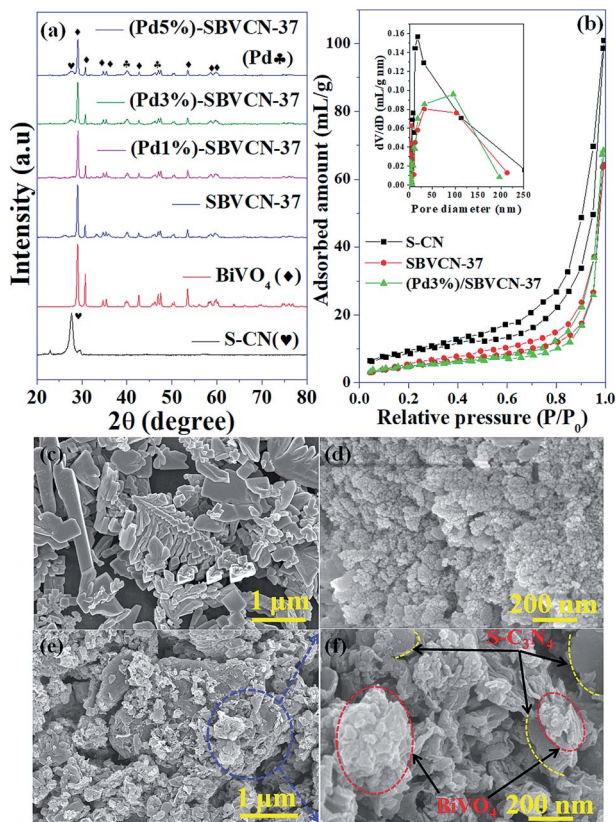 (a)
(Pd5%)-SBVCN-37
(Pd♣)
(Pd3%)-SBVCN-37
(Pd1%)-SBVCN-37
SBVCN-37
BiVO4 (♦)
S-CN(♥)
Intensity (a.u)
20 30 40 50 60 70 80
2θ (degree)
(b)
Adsorbed amount (mL/g)
100
80
60
40
20
0
0.0 0.2 0.4 0.6 0.8 1.0
Relative pressure (P/P0)
dV/dD (mL/g nm)
0.16
0.14
0.12
0.10
0.08
0.06
0.04
0.02
0.00
0 50 100 150 200 250
Pore diameter (nm)
S-CN
SBVCN-37
(Pd3%)/SBVCN-37
(c)
1 μm
(d)
200 nm
(e)
1 μm
(f)
S-C3N4
BiVO4
200 nm